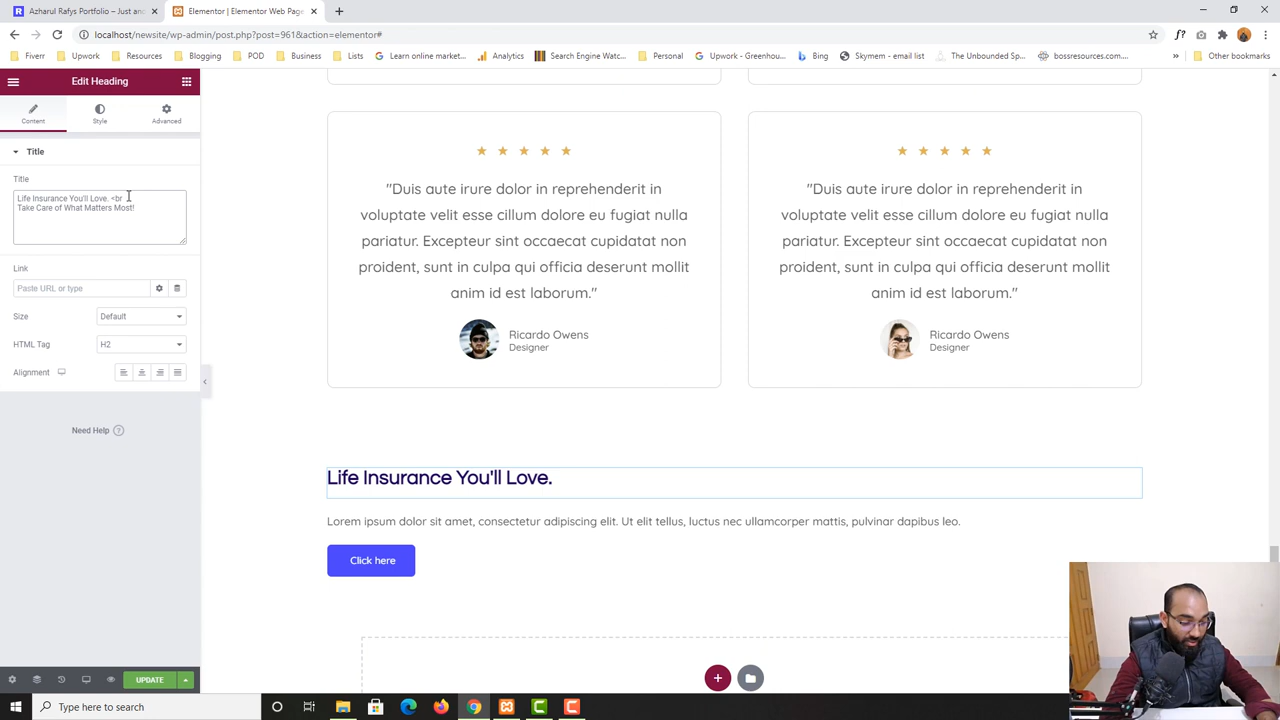 Azharul Rafys Portfolio – Just ano
Elementor | Elementor Web Page
localhost/newsite/wp-admin/post.php?post=961&action=elementor#
Fiverr
Upwork
Resources
Blogging
POD
Business
Lists
Learn online market...
Analytics
Search Engine Watc...
Personal
Upwork - Greenhou...
Bing
Skymem - email list
The Unbounded Sp...
bossresources.com...
Other bookmarks
Edit Heading
Content
Style
Advanced
Title
Title
Life Insurance You'll Love. <br
Take Care of What Matters Most!
Link
Paste URL or type
Size
Default
HTML Tag
H2
Alignment
Need Help
UPDATE
"Duis aute irure dolor in reprehenderit in
voluptate velit esse cillum dolore eu fugiat nulla
pariatur. Excepteur sint occaecat cupidatat non
proident, sunt in culpa qui officia deserunt mollit
anim id est laborum."
Ricardo Owens
Designer
"Duis aute irure dolor in reprehenderit in
voluptate velit esse cillum dolore eu fugiat nulla
pariatur. Excepteur sint occaecat cupidatat non
proident, sunt in culpa qui officia deserunt mollit
anim id est laborum."
Ricardo Owens
Designer
Life Insurance You'll Love.
Lorem ipsum dolor sit amet, consectetur adipiscing elit. Ut elit tellus, luctus nec ullamcorper mattis, pulvinar dapibus leo.
Click here
Type here to search